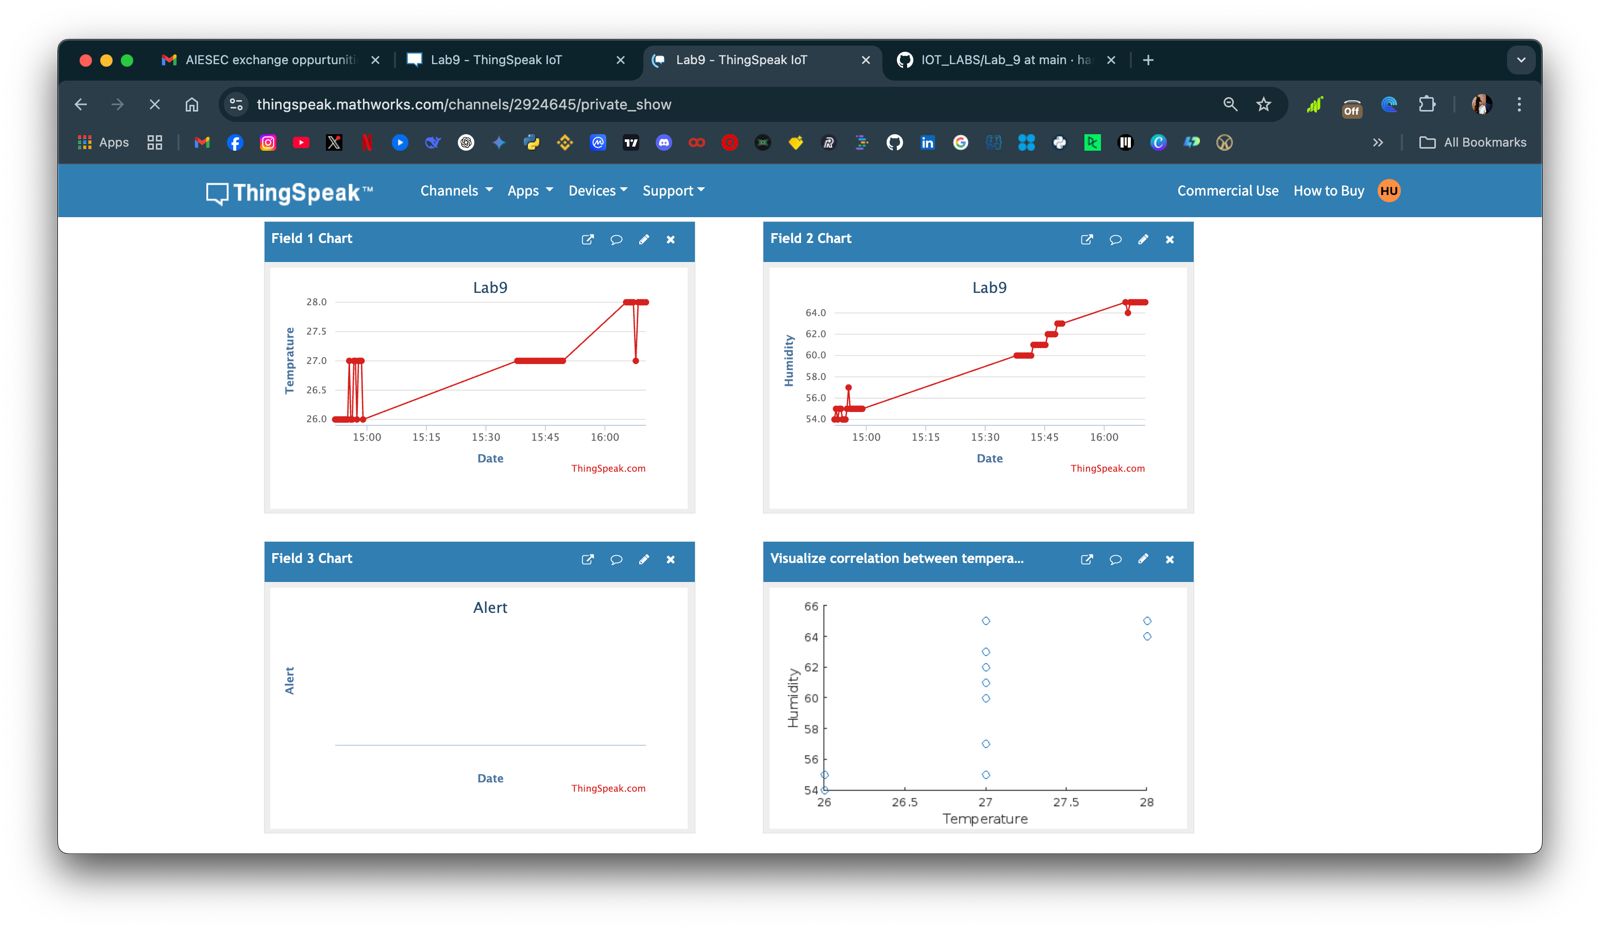 AIESEC exchange oppurtuniti
Lab9 - ThingSpeak IoT
Lab9 - ThingSpeak IoT
IOT_LABS/Lab_9 at main · ha
thingspeak.mathworks.com/channels/2924645/private_show
Off
Apps
All Bookmarks
ThingSpeak™
Channels
Apps
Devices
Support
Commercial Use
How to Buy
HU
Field 1 Chart
Lab9
Temprature
28.0
27.5
27.0
26.5
26.0
15:00 15:15 15:30 15:45 16:00
Date
ThingSpeak.com
Field 2 Chart
Lab9
Humidity
64.0
62.0
60.0
58.0
56.0
54.0
15:00 15:15 15:30 15:45 16:00
Date
ThingSpeak.com
Field 3 Chart
Alert
Alert
Date
ThingSpeak.com
Visualize correlation between tempera...
Humidity
66
64
62
60
58
56
54
26 26.5 27 27.5 28
Temperature